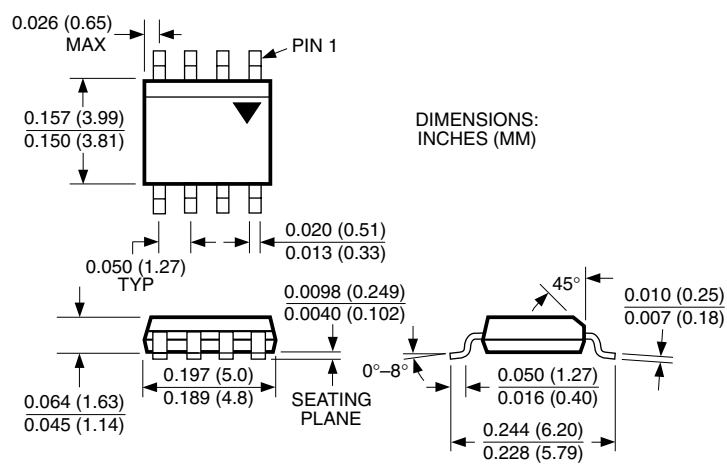 0.026 (0.65)
MAX
PIN 1
0.157 (3.99)
0.150 (3.81)
DIMENSIONS:
INCHES (MM)
0.020 (0.51)
0.013 (0.33)
0.050 (1.27)
TYP
0.0098 (0.249)
0.0040 (0.102)
45°
0.010 (0.25)
0.007 (0.18)
0°–8°
0.197 (5.0)
0.189 (4.8)
SEATING
PLANE
0.050 (1.27)
0.016 (0.40)
0.064 (1.63)
0.045 (1.14)
0.244 (6.20)
0.228 (5.79)